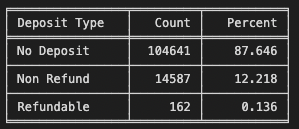 Deposit Type Count Percent
No Deposit 104641 87.646
Non Refund 14587 12.218
Refundable 162 0.136